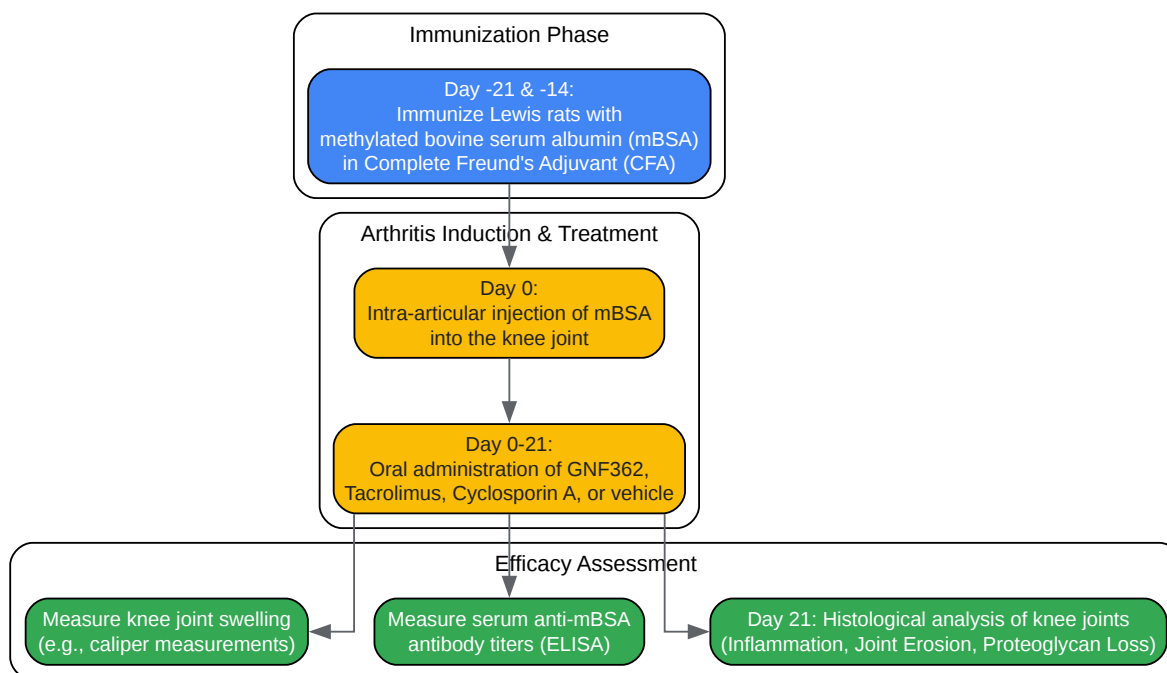 Immunization Phase
Day -21 & -14:
Immunize Lewis rats with
methylated bovine serum albumin (mBSA)
in Complete Freund's Adjuvant (CFA)
Arthritis Induction & Treatment
Day 0:
Intra-articular injection of mBSA
into the knee joint
Day 0-21:
Oral administration of GNF362,
Tacrolimus, Cyclosporin A, or vehicle
Efficacy Assessment
Measure knee joint swelling
(e.g., caliper measurements)
Measure serum anti-mBSA
antibody titers (ELISA)
Day 21: Histological analysis of knee joints
(Inflammation, Joint Erosion, Proteoglycan Loss)